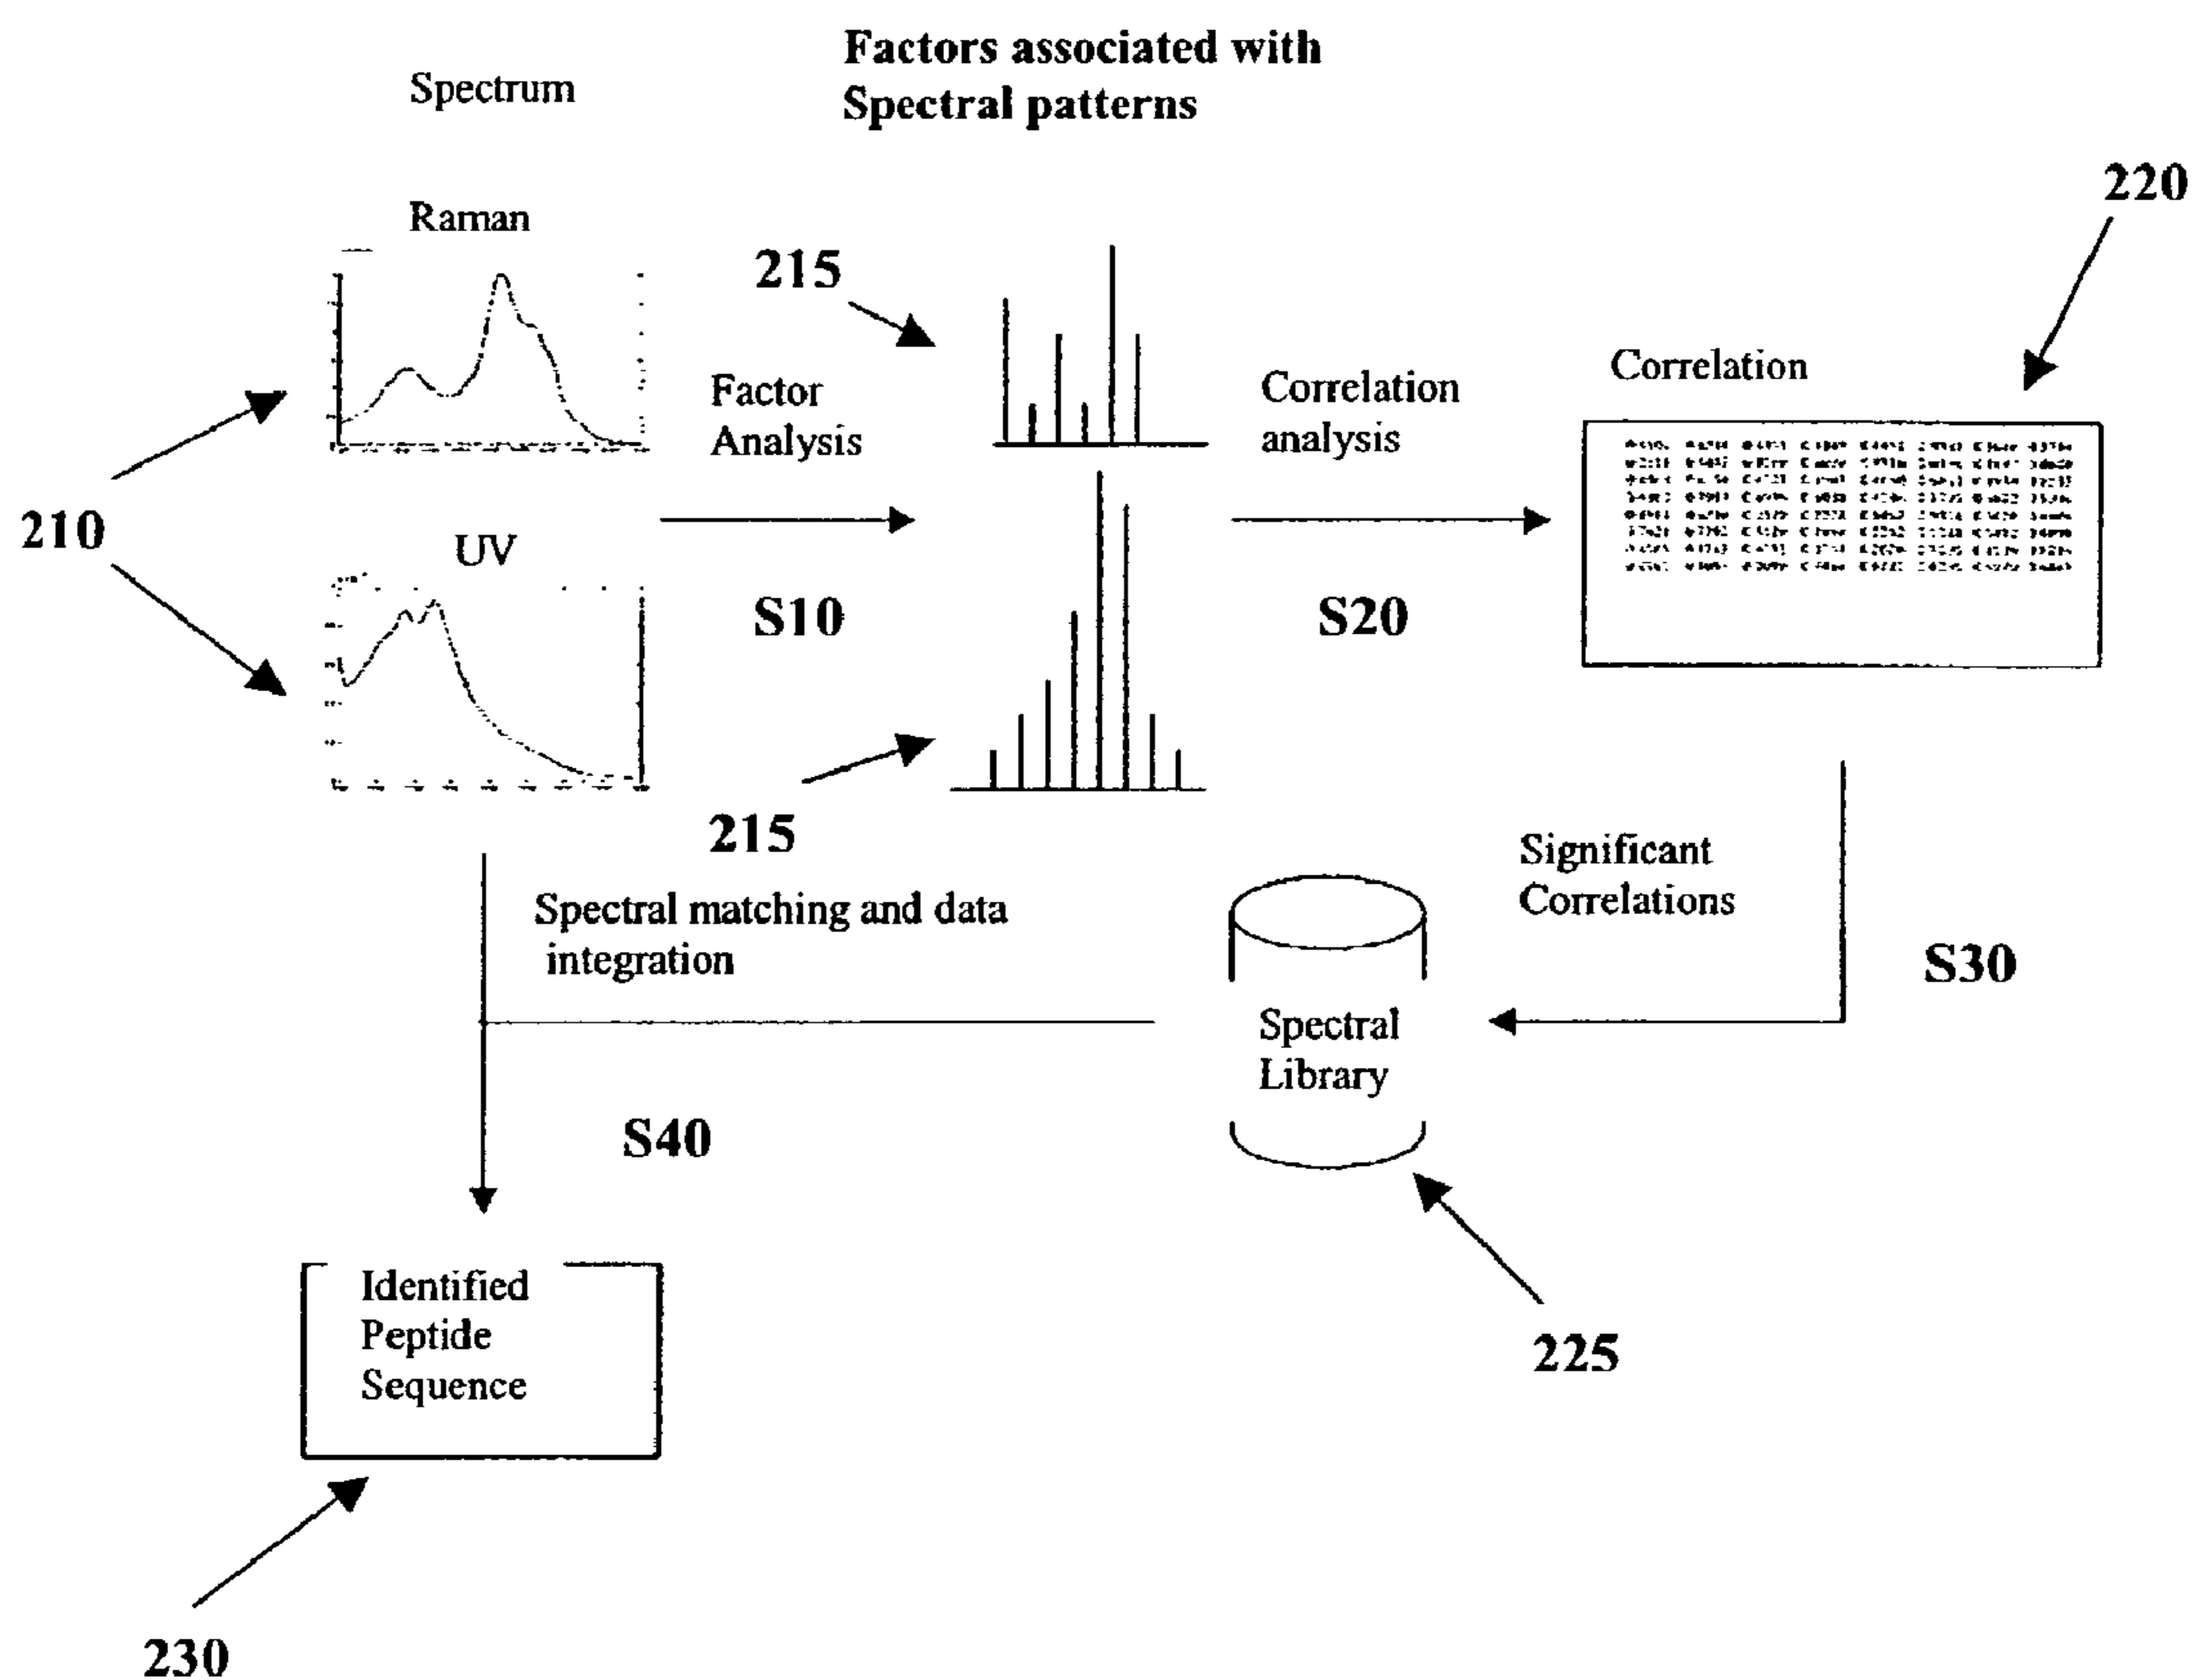 Factors associated with
Spectral patterns
Spectrum
220
Raman
215
Correlation
Factor
Analysis
Correlation
analysis
210
UV
S10
S20
215
Significant
Correlations
Spectral matching and data
integration
S30
Spectral
Library
S40
Identified
Peptide
Sequence
225
230